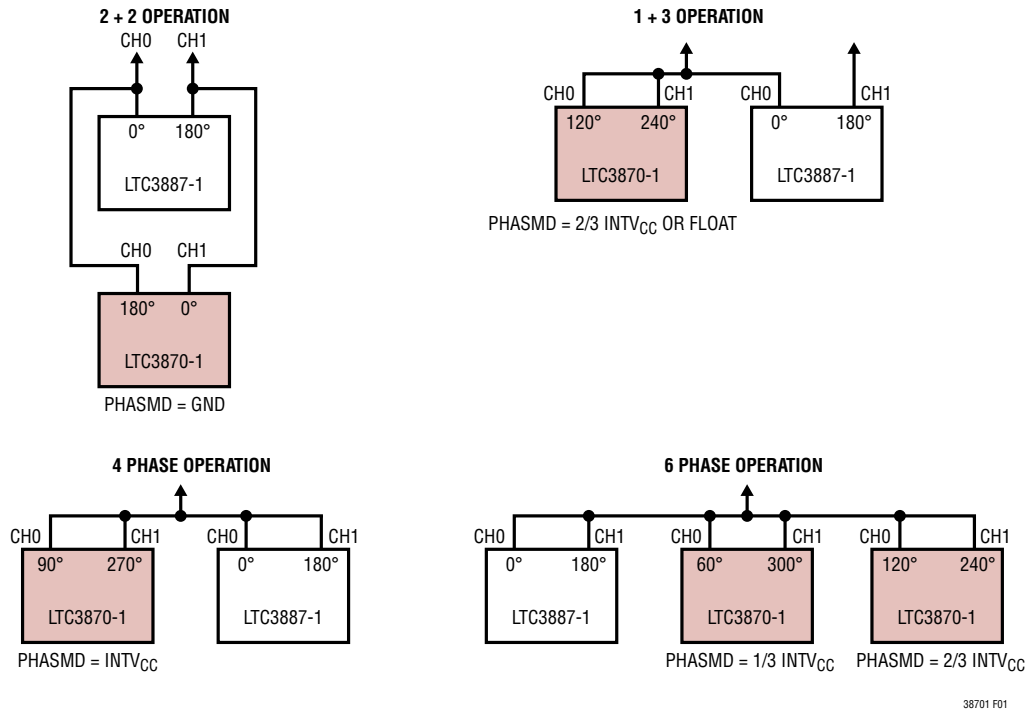 2 + 2 OPERATION
CH0 CH1
0° 180°
LTC3887-1
CH0 CH1
180° 0°
LTC3870-1
PHASMD = GND
1 + 3 OPERATION
CH0 CH1 CH0 CH1
120° 240° 0° 180°
LTC3870-1 LTC3887-1
PHASMD = 2/3 INTVCC OR FLOAT
4 PHASE OPERATION
CH0 CH1 CH0 CH1
90° 270° 0° 180°
LTC3870-1 LTC3887-1
PHASMD = INTVCC
6 PHASE OPERATION
CH0 CH1 CH0 CH1 CH0 CH1
0° 180° 60° 300° 120° 240°
LTC3887-1 LTC3870-1 LTC3870-1
PHASMD = 1/3 INTVCC PHASMD = 2/3 INTVCC
38701 F01